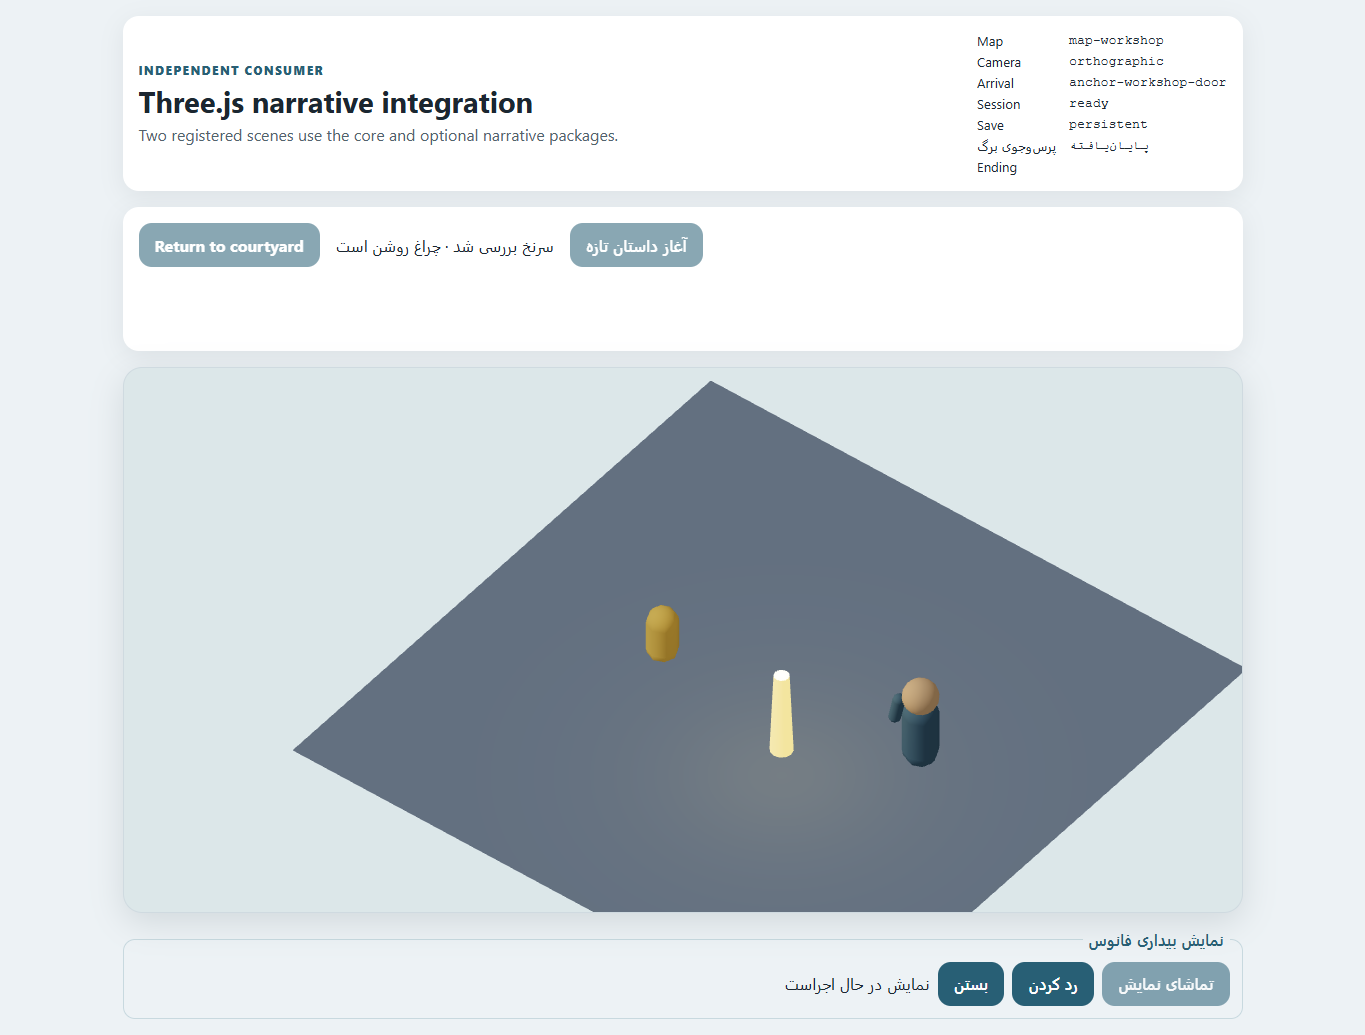 INDEPENDENT CONSUMER
Three.js narrative integration
Two registered scenes use the core and optional narrative packages.
Map map-workshop
Camera orthographic
Arrival anchor-workshop-door
Session ready
Save persistent
پرس‌وجوی برگ پایان‌یافته
Ending
Return to courtyard سرنخ بررسی شد · چراغ روشن است آغاز داستان تازه
نمایش بیداری فانوس
تماشای نمایش رد کردن بستن نمایش در حال اجراست